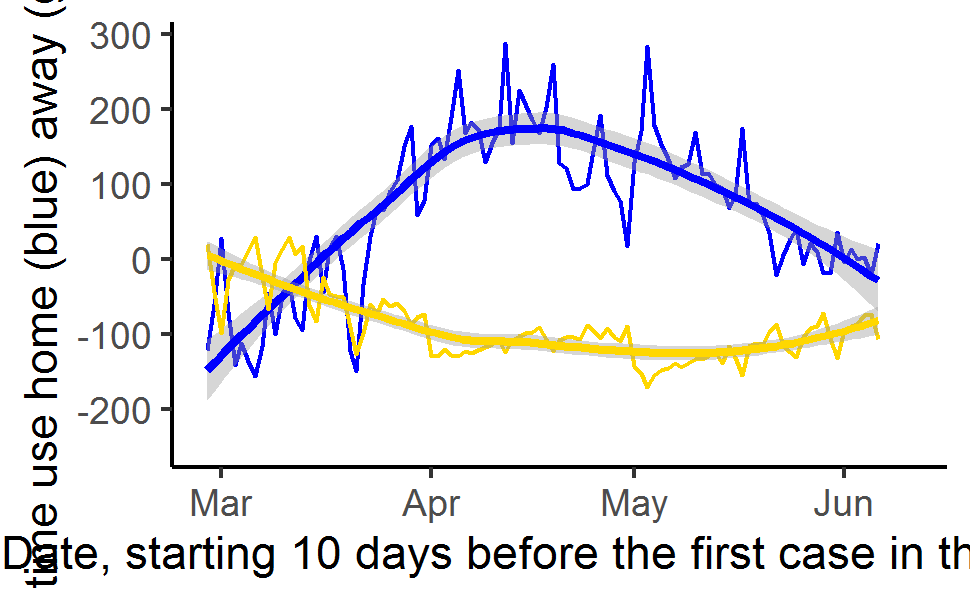 time use home (blue) away (g
300
200
100
0
-100
-200
Mar Apr May Jun
Date, starting 10 days before the first case in th